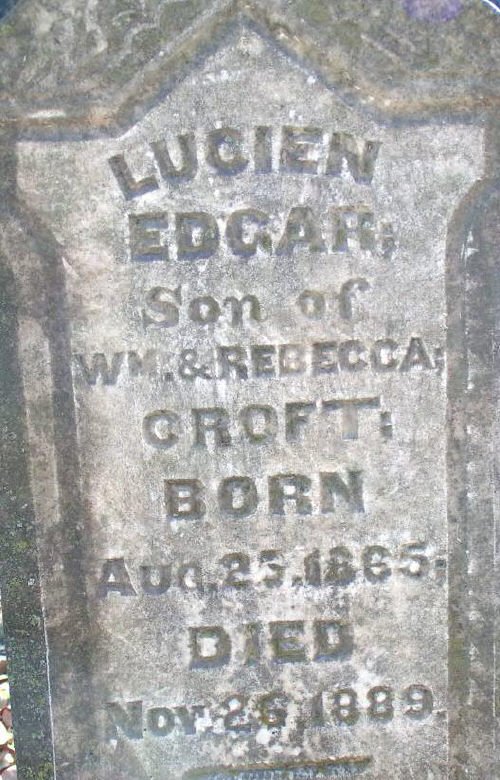 LUCIEN
EDGAR;
Son of
WM. & REBECCA;
CROFT;
BORN
AUG. 25, 1865;
DIED
NOV. 26, 1889.